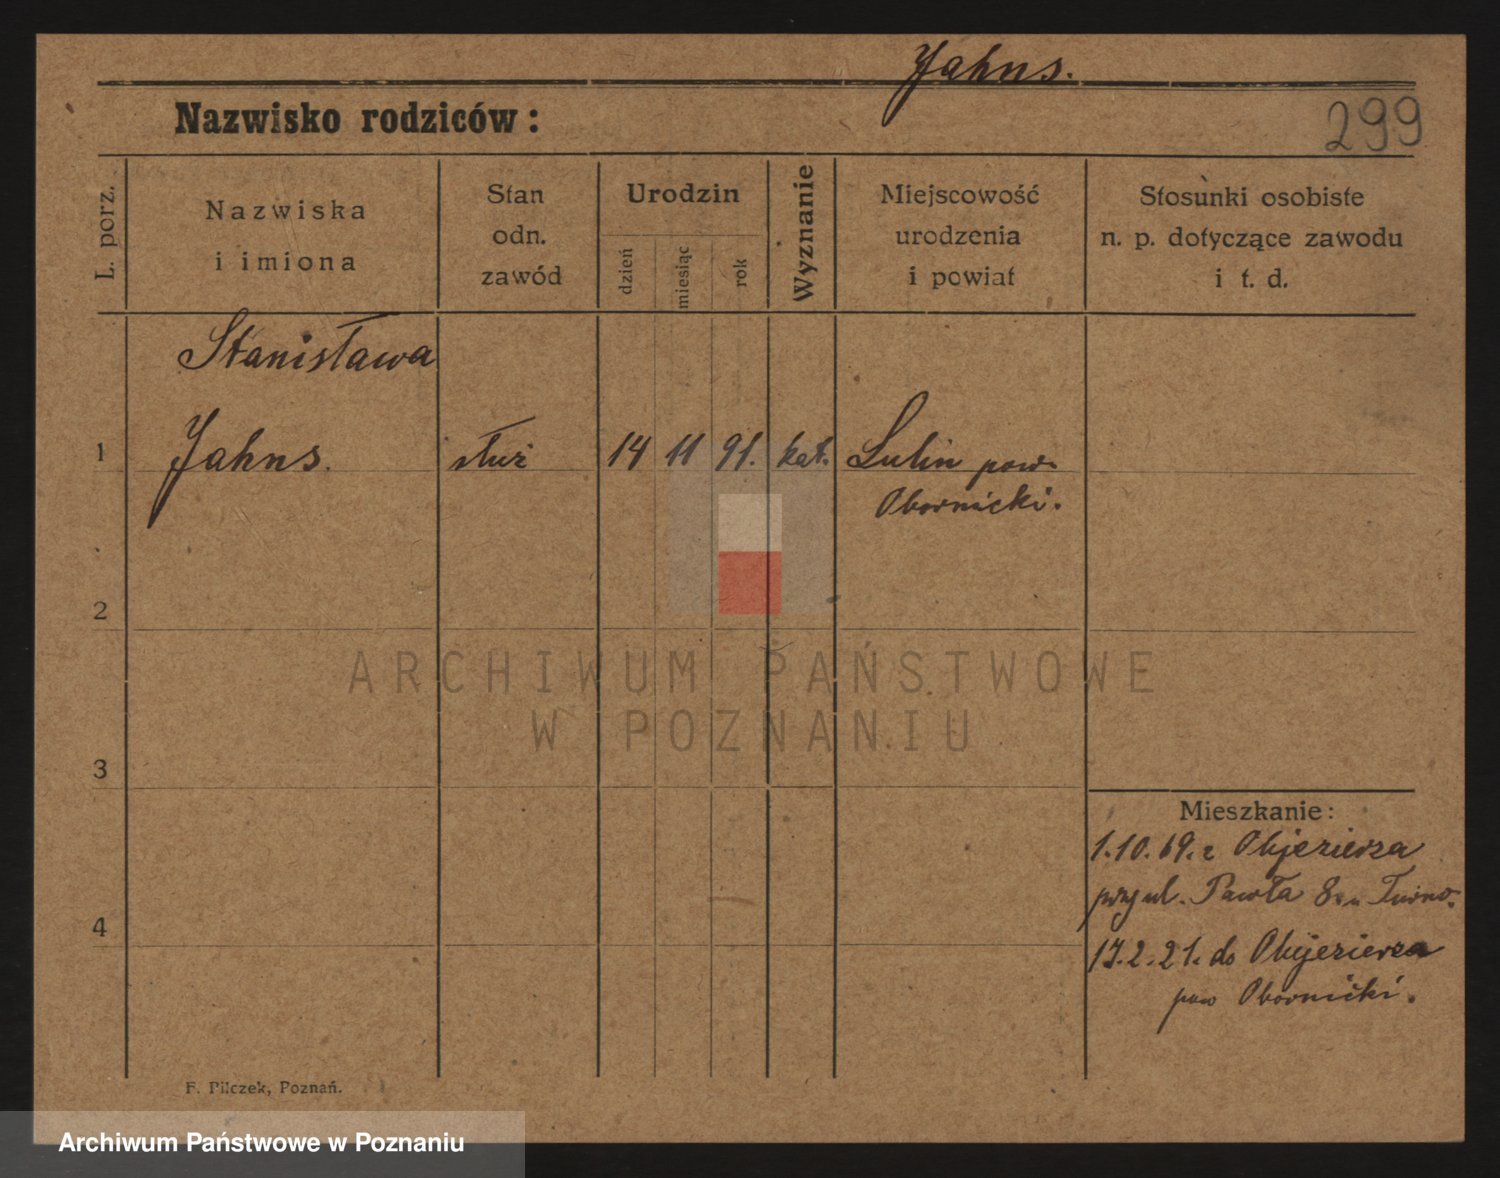 Jahns.
Nazwisko rodziców:
299
L. porz.
Nazwiska
i imiona
Stan
odn.
zawód
Urodzin
dzień
miesiąc
rok
Wyznanie
Miejscowość
urodzenia
i powiat
Stosunki osobiste
n. p. dotyczące zawodu
i t. d.
Stanisława
1 Jahns. służ 14 11 91. kat. Lulin pow.
Obornicki.
2
ARCHIWUM PAŃSTWOWE
W POZNANIU
3
Mieszkanie:
1.10.19. z Objezierza
przy ul. Pawła 8 u
4
17.2.21. do Objezierza
pow Obornicki.
F. Pilczek, Poznań.
Archiwum Państwowe w Poznaniu